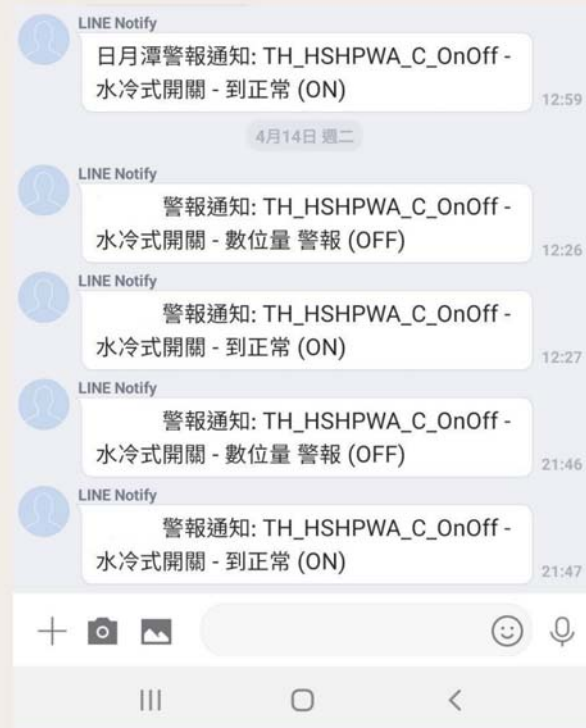 LINE Notify
日月潭警報通知: TH_HSHPWA_C_OnOff -
水冷式開關 - 到正常 (ON)
12:59
4月14日 週二
LINE Notify
警報通知: TH_HSHPWA_C_OnOff -
水冷式開關 - 數位量 警報 (OFF)
12:26
LINE Notify
警報通知: TH_HSHPWA_C_OnOff -
水冷式開關 - 到正常 (ON)
12:27
LINE Notify
警報通知: TH_HSHPWA_C_OnOff -
水冷式開關 - 數位量 警報 (OFF)
21:46
LINE Notify
警報通知: TH_HSHPWA_C_OnOff -
水冷式開關 - 到正常 (ON)
21:47